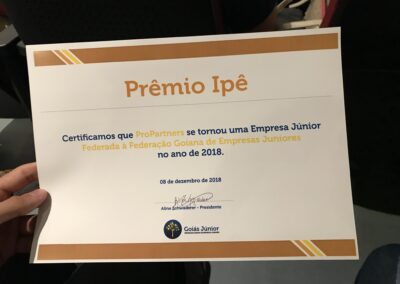 Prêmio Ipê
Certificamos que ProPartners se tornou uma Empresa Júnior
Federada à Federação Goiana de Empresas Juniores
no ano de 2018.
08 de dezembro de 2018
Presidente
Goiás Júnior